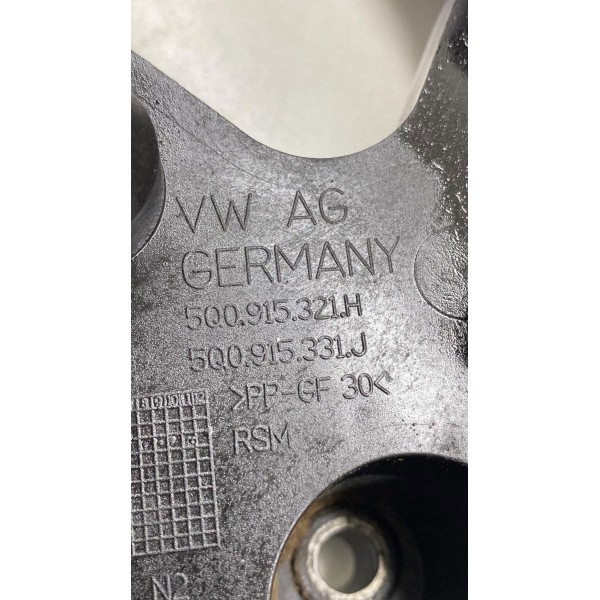 VW AG
GERMANY
5Q0.915.321.H
5Q0.915.331.J
>PP-GF 30<
RSM
N2